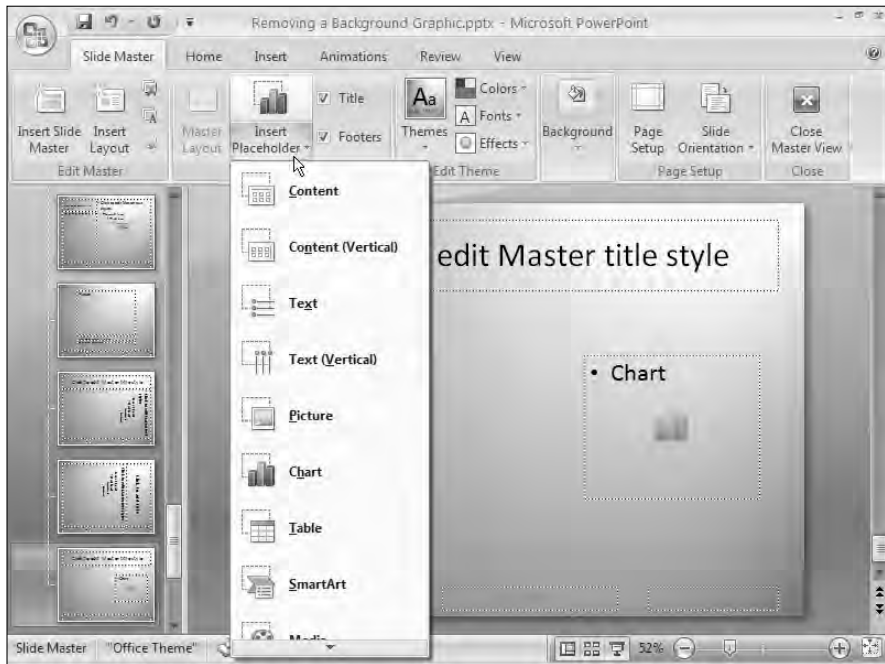 Removing a Background Graphic.pptx - Microsoft PowerPoint
Slide Master Home Insert Animations Review View
Insert Slide Master
Insert Layout
Master Layout
Insert Placeholder
Title
Footers
Aa
Themes
Colors
A Fonts
Effects
Background
Page Setup
Slide Orientation
Close Master View
Edit Master
Edit Theme
Page Setup
Close
Content
Content (Vertical)
Text
Text (Vertical)
Picture
Chart
Table
SmartArt
Media
edit Master title style
• Chart
Slide Master "Office Theme" 52%